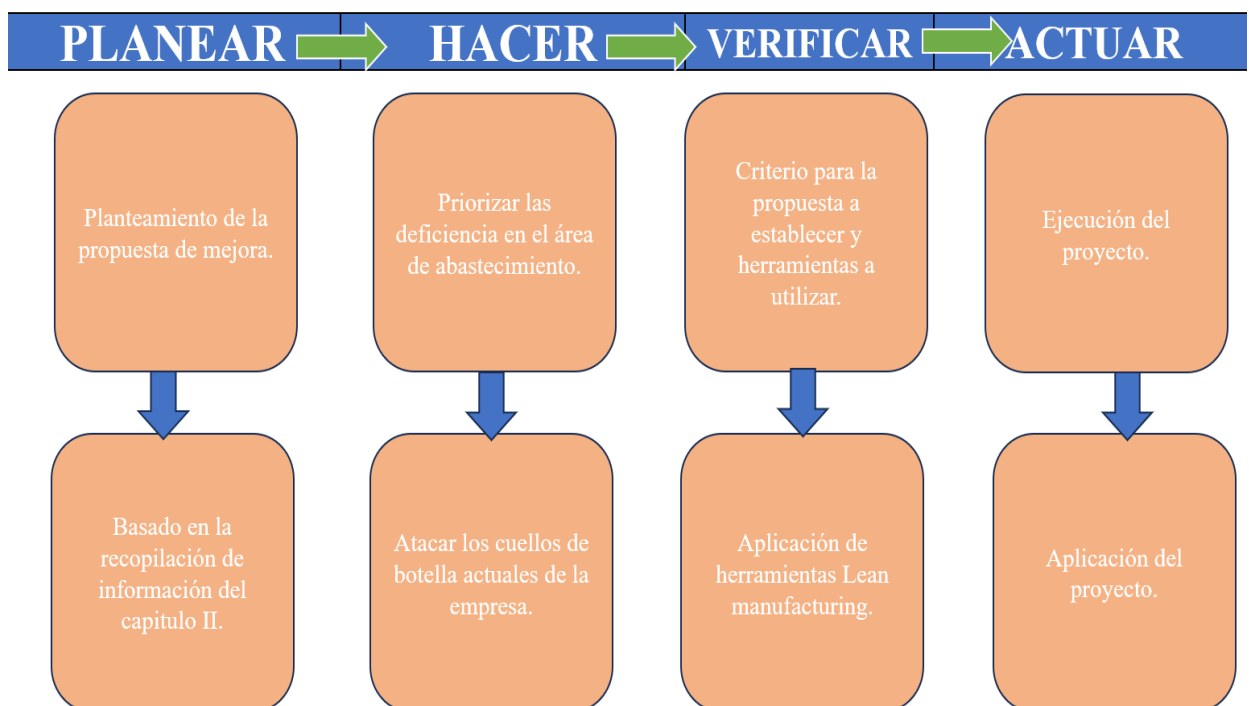 PLANEAR
HACER
VERIFICAR
ACTUAR
Planteamiento de la
propuesta de mejora.
Priorizar las
deficiencia en el área
de abastecimiento.
Criterio para la
propuesta a
establecer y
herramientas a
utilizar.
Ejecución del
proyecto.
Basado en la
recopilación de
información del
capitulo II.
Atacar los cuellos de
botella actuales de la
empresa.
Aplicación de
herramientas Lean
manufacturing.
Aplicación del
proyecto.